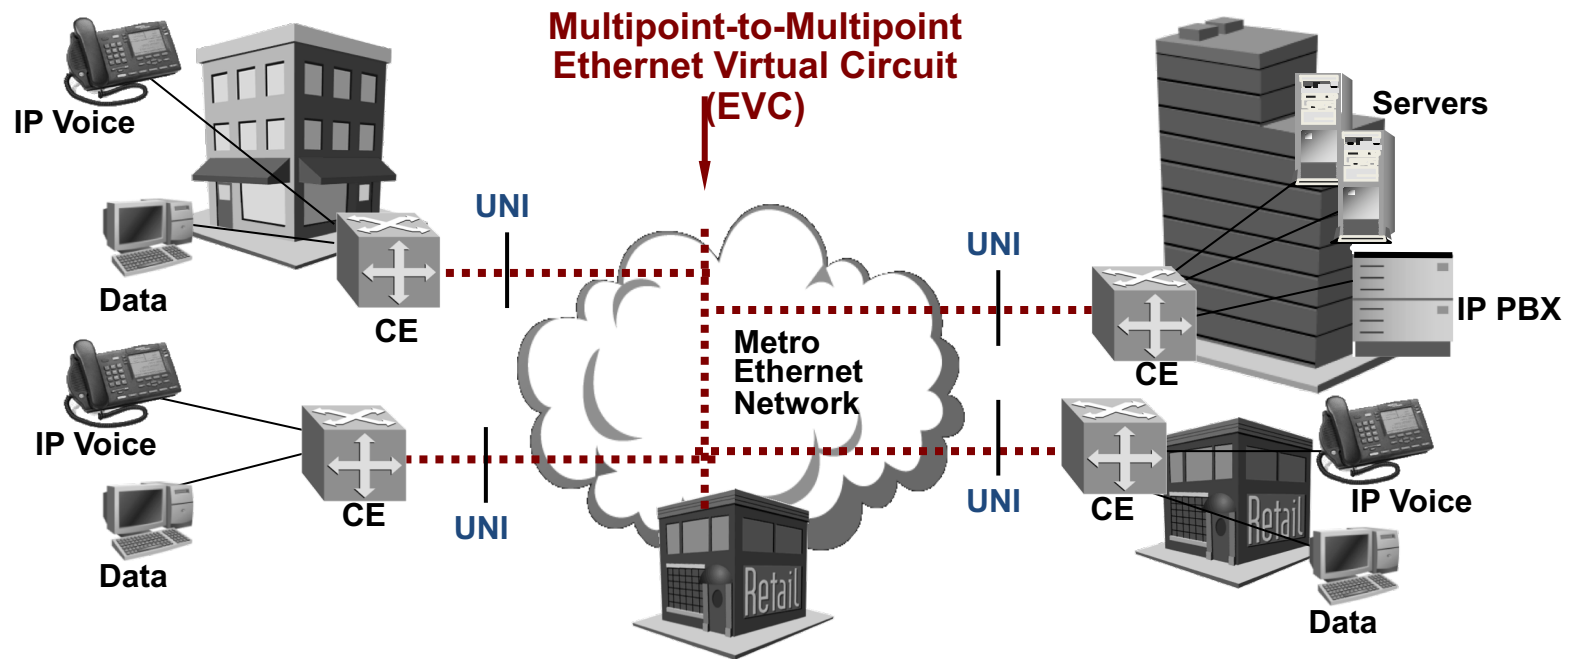 Multipoint-to-Multipoint
Ethernet Virtual Circuit
(EVC)
IP Voice
Servers
UNI
UNI
Data
CE
IP PBX
Metro
Ethernet
Network
CE
IP Voice
CE
UNI
Data
UNI
CE
Retail
IP Voice
Retail
Data